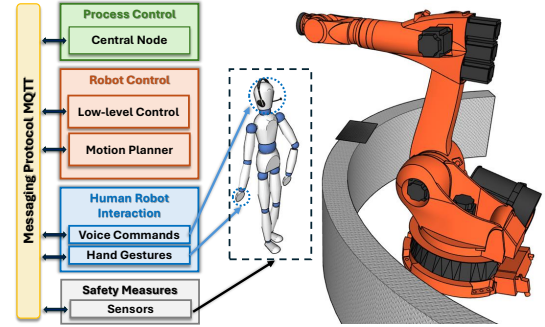 Messaging Protocol MQTT
Process Control
Central Node
Robot Control
Low-level Control
Motion Planner
Human Robot
Interaction
Voice Commands
Hand Gestures
Safety Measures
Sensors